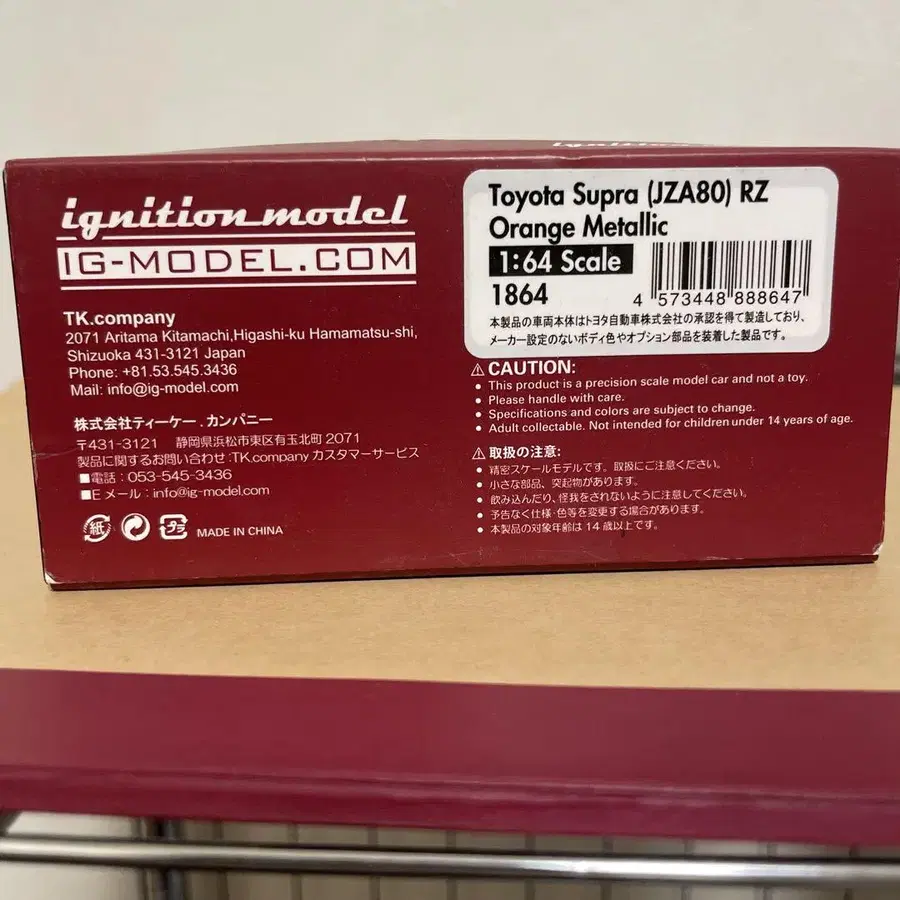 ignition model
ignition model
IG-MODEL.COM
TK.company
2071 Aritama Kitamachi,Higashi-ku Hamamatsu-shi,
Shizuoka 431-3121 Japan
Phone: +81.53.545.3436
Mail: info@ig-model.com
株式会社ティーケー.カンパニー
〒431-3121 静岡県浜松市東区有玉北町 2071
製品に関するお問い合わせ:TK.company カスタマーサービス
■電話:053-545-3436
■E メール:info@ig-model.com
紙
プラ
MADE IN CHINA
Toyota Supra (JZA80) RZ
Orange Metallic
1:64 Scale
1864
4 573448 888647
本製品の車両本体はトヨタ自動車株式会社の承認を得て製造しており、
メーカー設定のないボディ色やオプション部品を装着した製品です。
⚠CAUTION:
• This product is a precision scale model car and not a toy.
• Please handle with care.
• Specifications and colors are subject to change.
• Adult collectable. Not intended for children under 14 years of age.
⚠取扱の注意:
• 精密スケールモデルです。取扱にご注意ください。
• 小さな部品、突起物があります。
• 飲み込んだり、怪我をされないように注意してください。
• 予告なく仕様・色等を変更する場合があります。
• 本製品の対象年齢は 14 歳以上です。